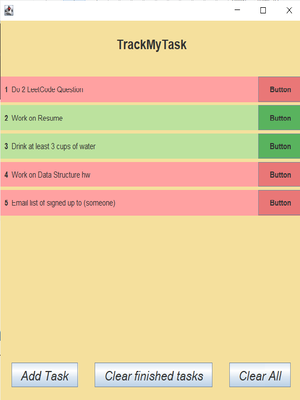 TrackMyTask
1 Do 2 LeetCode Question Button
2 Work on Resume Button
3 Drink at least 3 cups of water Button
4 Work on Data Structure hw Button
5 Email list of signed up to (someone) Button
Add Task Clear finished tasks Clear All